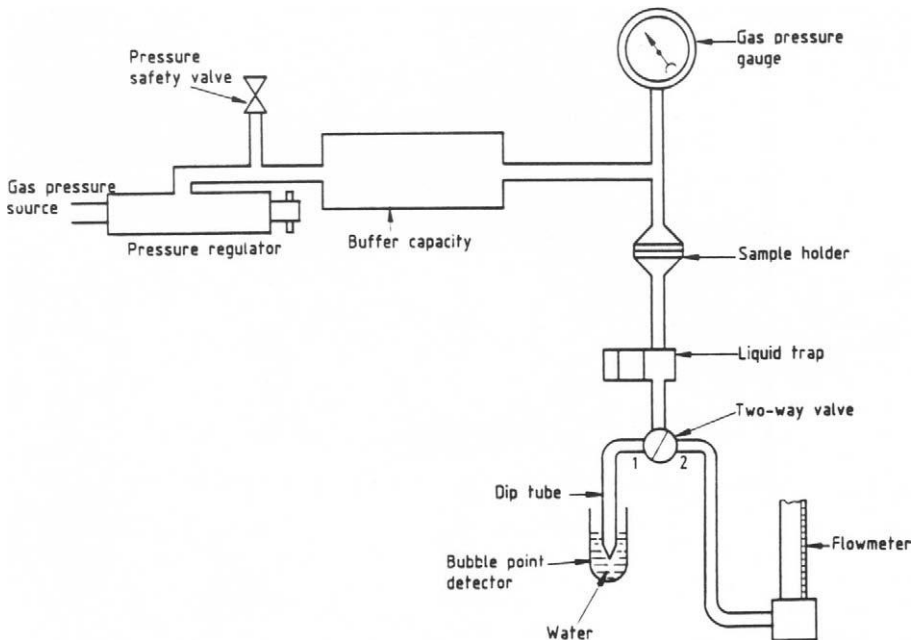 Pressure
safety valve
Gas pressure
gauge
Gas pressure
source
Pressure regulator
Buffer capacity
Sample holder
Liquid trap
Two-way valve
1
2
Dip tube
Bubble point
detector
Water
Flowmeter